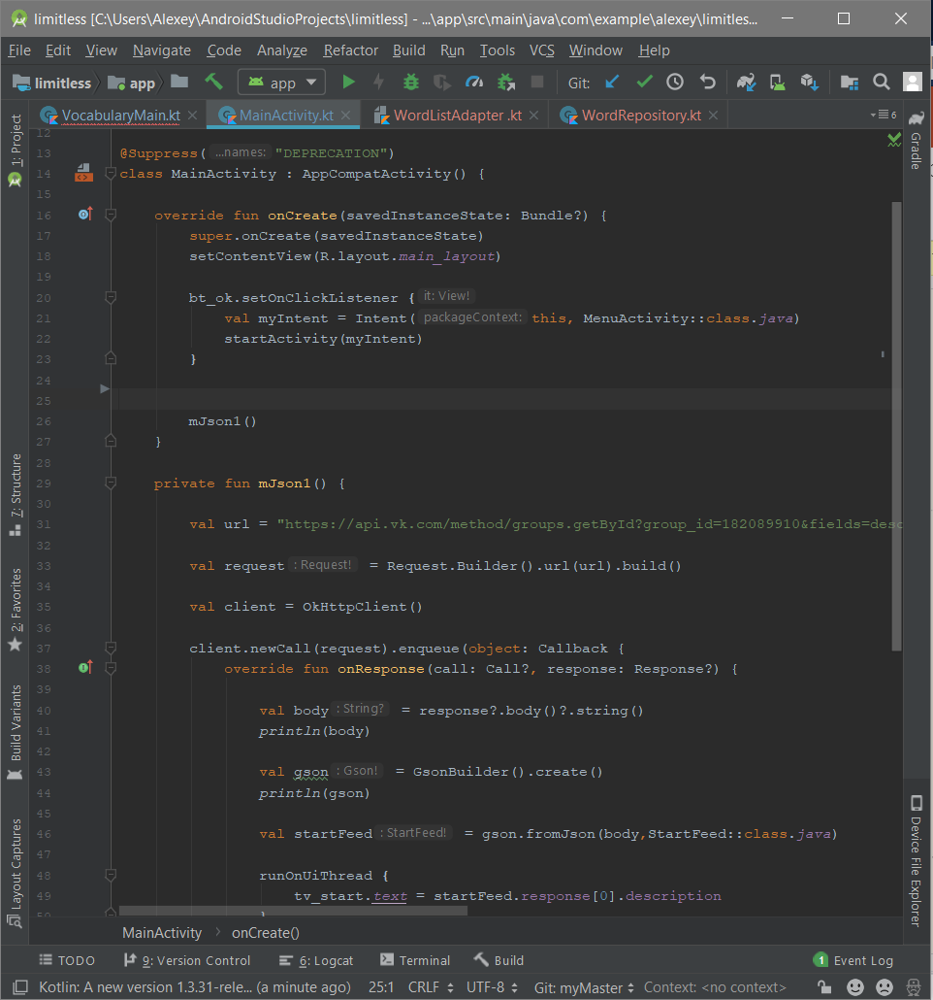 limitless [C:\Users\Alexey\AndroidStudioProjects\limitless] - ...\app\src\main\java\com\example\alexey\limitles...
File Edit View Navigate Code Analyze Refactor Build Run Tools VCS Window Help
limitless app app Git:
VocabularyMain.kt MainActivity.kt WordListAdapter .kt WordRepository.kt 6
1: Project
7: Structure
2: Favorites
Build Variants
Layout Captures
12
13 @Suppress( ...names: "DEPRECATION")
14 class MainActivity : AppCompatActivity() {
15
16 override fun onCreate(savedInstanceState: Bundle?) {
17 super.onCreate(savedInstanceState)
18 setContentView(R.layout.main_layout)
19
20 bt_ok.setOnClickListener { it: View!
21 val myIntent = Intent( packageContext: this, MenuActivity::class.java)
22 startActivity(myIntent)
23 }
24
25
26 mJson1()
27 }
28
29 private fun mJson1() {
30
31 val url = "https://api.vk.com/method/groups.getById?group_id=182089910&fields=desc
32
33 val request : Request! = Request.Builder().url(url).build()
34
35 val client = OkHttpClient()
36
37 client.newCall(request).enqueue(object: Callback {
38 override fun onResponse(call: Call?, response: Response?) {
39
40 val body : String? = response?.body()?.string()
41 println(body)
42
43 val gson : Gson! = GsonBuilder().create()
44 println(gson)
45
46 val startFeed : StartFeed! = gson.fromJson(body,StartFeed::class.java)
47
48 runOnUiThread {
49 tv_start.text = startFeed.response[0].description
50 }
Gradle
Device File Explorer
MainActivity onCreate()
TODO 9: Version Control 6: Logcat Terminal Build 1 Event Log
Kotlin: A new version 1.3.31-rele... (a minute ago) 25:1 CRLF UTF-8 Git: myMaster Context: <no context>